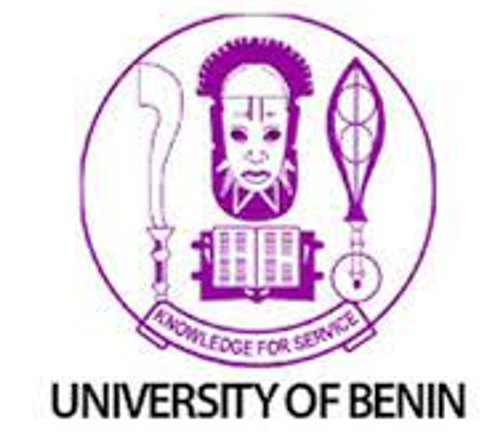 KNOWLEDGE FOR SERVICE
UNIVERSITY OF BENIN